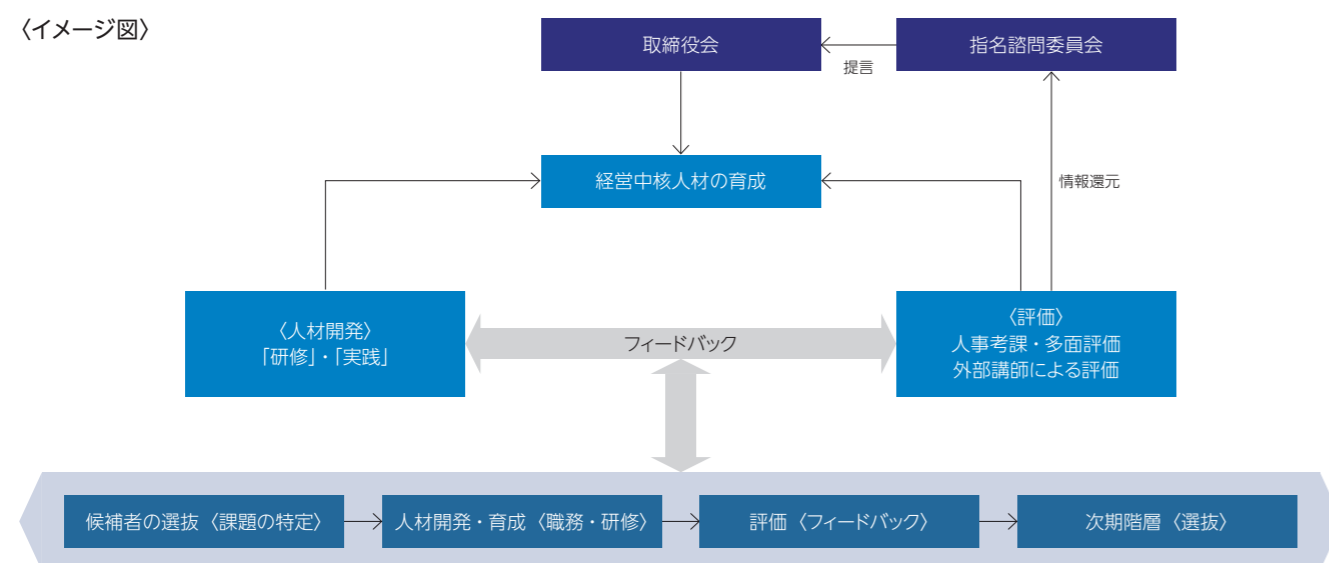 〈イメージ図〉
取締役会
指名諮問委員会
提言
経営中核人材の育成
情報還元
〈人材開発〉
「研修」・「実践」
フィードバック
〈評価〉
人事考課・多面評価
外部講師による評価
候補者の選抜〈課題の特定〉
人材開発・育成〈職務・研修〉
評価〈フィードバック〉
次期階層〈選抜〉